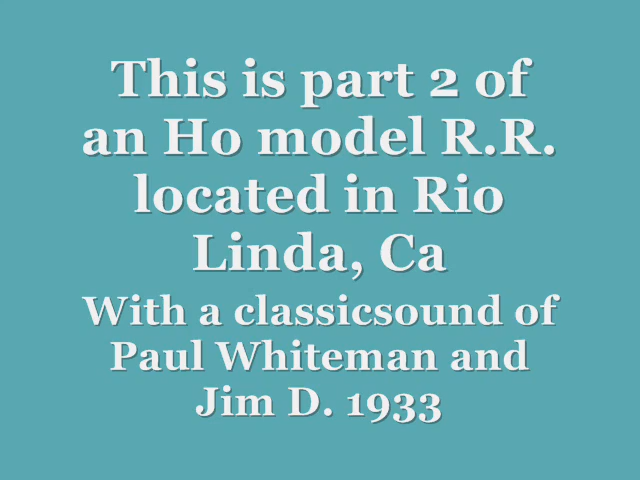 This is part 2 of
an Ho model R.R.
located in Rio
Linda, Ca
With a classicsound of
Paul Whiteman and
Jim D. 1933